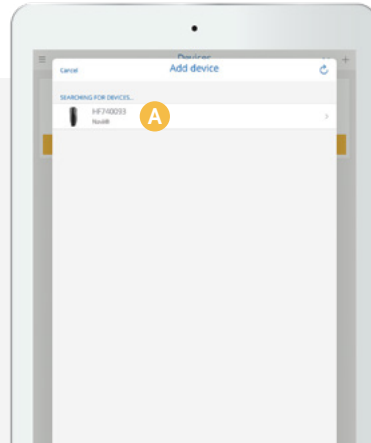 Devices
Cancel
Add device
SEARCHING FOR DEVICES...
HF740093
A